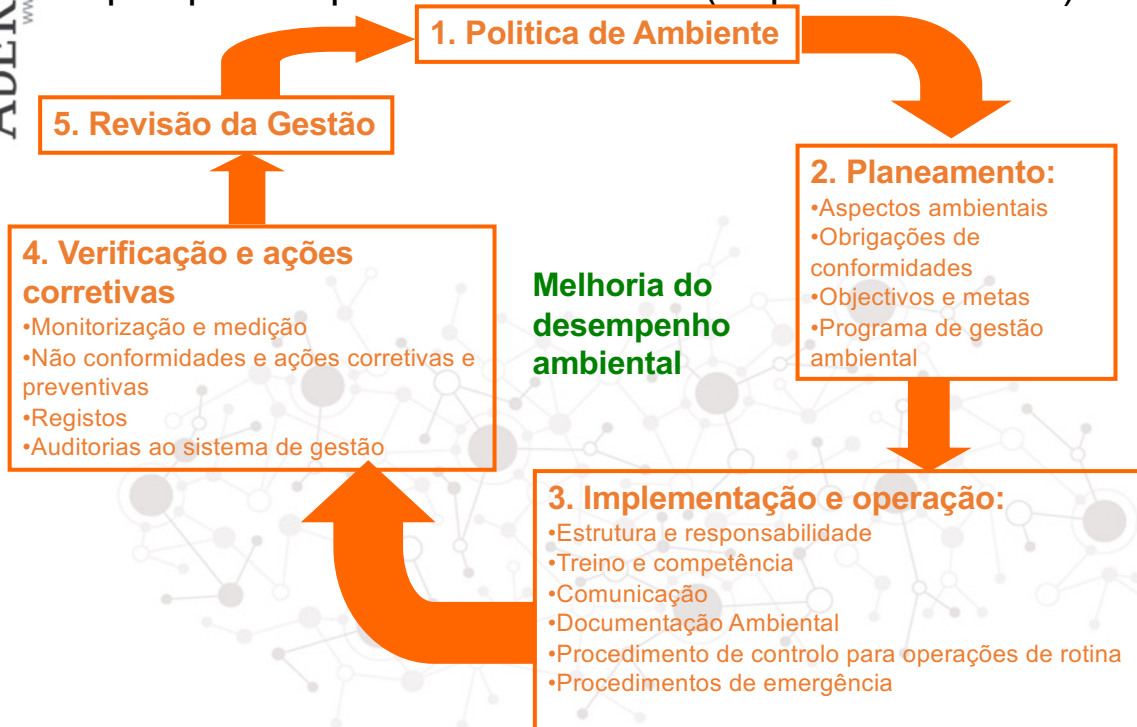 1. Politica de Ambiente
5. Revisão da Gestão
2. Planeamento:
•Aspectos ambientais
•Obrigações de
conformidades
•Objectivos e metas
•Programa de gestão
ambiental
4. Verificação e ações
corretivas
•Monitorização e medição
•Não conformidades e ações corretivas e
preventivas
•Registos
•Auditorias ao sistema de gestão
Melhoria do
desempenho
ambiental
3. Implementação e operação:
•Estrutura e responsabilidade
•Treino e competência
•Comunicação
•Documentação Ambiental
•Procedimento de controlo para operações de rotina
•Procedimentos de emergência